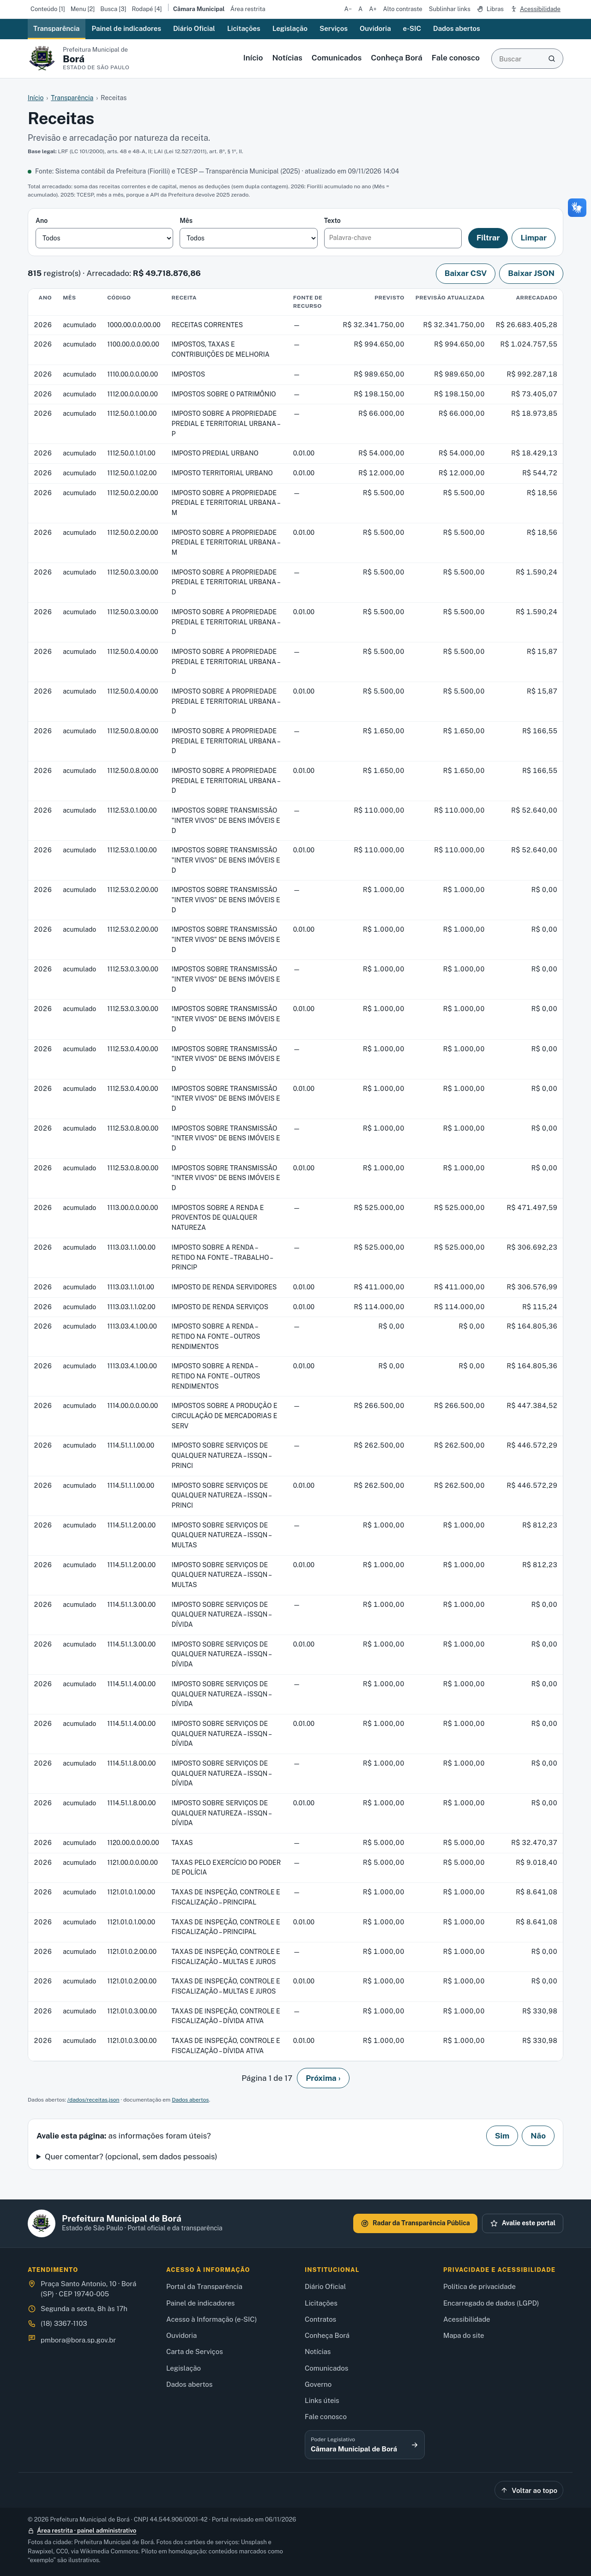 Conteúdo [1] Menu [2] Busca [3] Rodapé [4] Câmara Municipal Área restrita A− A A+ Alto contraste Sublinhar links Libras Acessibilidade
Transparência Painel de indicadores Diário Oficial Licitações Legislação Serviços Ouvidoria e-SIC Dados abertos
Prefeitura Municipal de
Borá
ESTADO DE SÃO PAULO
Início Notícias Comunicados Conheça Borá Fale conosco Buscar
Início › Transparência › Receitas
Receitas
Previsão e arrecadação por natureza da receita.
Base legal: LRF (LC 101/2000), arts. 48 e 48-A, II; LAI (Lei 12.527/2011), art. 8º, § 1º, II.
Fonte: Sistema contábil da Prefeitura (Fiorilli) e TCESP — Transparência Municipal (2025) · atualizado em 09/11/2026 14:04
Total arrecadado: soma das receitas correntes e de capital, menos as deduções (sem dupla contagem). 2026: Fiorilli acumulado no ano (Mês =
acumulado). 2025: TCESP, mês a mês, porque a API da Prefeitura devolve 2025 zerado.
Ano Mês Texto
Todos Todos Palavra-chave Filtrar Limpar
815 registro(s) · Arrecadado: R$ 49.718.876,86 Baixar CSV Baixar JSON
ANO MÊS CÓDIGO RECEITA FONTE DE RECURSO PREVISTO PREVISÃO ATUALIZADA ARRECADADO
2026 acumulado 1000.00.0.0.00.00 RECEITAS CORRENTES — R$ 32.341.750,00 R$ 32.341.750,00 R$ 26.683.405,28
2026 acumulado 1100.00.0.0.00.00 IMPOSTOS, TAXAS E CONTRIBUIÇÕES DE MELHORIA — R$ 994.650,00 R$ 994.650,00 R$ 1.024.757,55
2026 acumulado 1110.00.0.0.00.00 IMPOSTOS — R$ 989.650,00 R$ 989.650,00 R$ 992.287,18
2026 acumulado 1112.00.0.0.00.00 IMPOSTOS SOBRE O PATRIMÔNIO — R$ 198.150,00 R$ 198.150,00 R$ 73.405,07
2026 acumulado 1112.50.0.1.00.00 IMPOSTO SOBRE A PROPRIEDADE PREDIAL E TERRITORIAL URBANA – P — R$ 66.000,00 R$ 66.000,00 R$ 18.973,85
2026 acumulado 1112.50.0.1.01.00 IMPOSTO PREDIAL URBANO 0.01.00 R$ 54.000,00 R$ 54.000,00 R$ 18.429,13
2026 acumulado 1112.50.0.1.02.00 IMPOSTO TERRITORIAL URBANO 0.01.00 R$ 12.000,00 R$ 12.000,00 R$ 544,72
2026 acumulado 1112.50.0.2.00.00 IMPOSTO SOBRE A PROPRIEDADE PREDIAL E TERRITORIAL URBANA – M — R$ 5.500,00 R$ 5.500,00 R$ 18,56
2026 acumulado 1112.50.0.2.00.00 IMPOSTO SOBRE A PROPRIEDADE PREDIAL E TERRITORIAL URBANA – M 0.01.00 R$ 5.500,00 R$ 5.500,00 R$ 18,56
2026 acumulado 1112.50.0.3.00.00 IMPOSTO SOBRE A PROPRIEDADE PREDIAL E TERRITORIAL URBANA – D — R$ 5.500,00 R$ 5.500,00 R$ 1.590,24
2026 acumulado 1112.50.0.3.00.00 IMPOSTO SOBRE A PROPRIEDADE PREDIAL E TERRITORIAL URBANA – D 0.01.00 R$ 5.500,00 R$ 5.500,00 R$ 1.590,24
2026 acumulado 1112.50.0.4.00.00 IMPOSTO SOBRE A PROPRIEDADE PREDIAL E TERRITORIAL URBANA – D — R$ 5.500,00 R$ 5.500,00 R$ 15,87
2026 acumulado 1112.50.0.4.00.00 IMPOSTO SOBRE A PROPRIEDADE PREDIAL E TERRITORIAL URBANA – D 0.01.00 R$ 5.500,00 R$ 5.500,00 R$ 15,87
2026 acumulado 1112.50.0.8.00.00 IMPOSTO SOBRE A PROPRIEDADE PREDIAL E TERRITORIAL URBANA – D — R$ 1.650,00 R$ 1.650,00 R$ 166,55
2026 acumulado 1112.50.0.8.00.00 IMPOSTO SOBRE A PROPRIEDADE PREDIAL E TERRITORIAL URBANA – D 0.01.00 R$ 1.650,00 R$ 1.650,00 R$ 166,55
2026 acumulado 1112.53.0.1.00.00 IMPOSTOS SOBRE TRANSMISSÃO "INTER VIVOS" DE BENS IMÓVEIS E D — R$ 110.000,00 R$ 110.000,00 R$ 52.640,00
2026 acumulado 1112.53.0.1.00.00 IMPOSTOS SOBRE TRANSMISSÃO "INTER VIVOS" DE BENS IMÓVEIS E D 0.01.00 R$ 110.000,00 R$ 110.000,00 R$ 52.640,00
2026 acumulado 1112.53.0.2.00.00 IMPOSTOS SOBRE TRANSMISSÃO "INTER VIVOS" DE BENS IMÓVEIS E D — R$ 1.000,00 R$ 1.000,00 R$ 0,00
2026 acumulado 1112.53.0.2.00.00 IMPOSTOS SOBRE TRANSMISSÃO "INTER VIVOS" DE BENS IMÓVEIS E D 0.01.00 R$ 1.000,00 R$ 1.000,00 R$ 0,00
2026 acumulado 1112.53.0.3.00.00 IMPOSTOS SOBRE TRANSMISSÃO "INTER VIVOS" DE BENS IMÓVEIS E D — R$ 1.000,00 R$ 1.000,00 R$ 0,00
2026 acumulado 1112.53.0.3.00.00 IMPOSTOS SOBRE TRANSMISSÃO "INTER VIVOS" DE BENS IMÓVEIS E D 0.01.00 R$ 1.000,00 R$ 1.000,00 R$ 0,00
2026 acumulado 1112.53.0.4.00.00 IMPOSTOS SOBRE TRANSMISSÃO "INTER VIVOS" DE BENS IMÓVEIS E D — R$ 1.000,00 R$ 1.000,00 R$ 0,00
2026 acumulado 1112.53.0.4.00.00 IMPOSTOS SOBRE TRANSMISSÃO "INTER VIVOS" DE BENS IMÓVEIS E D 0.01.00 R$ 1.000,00 R$ 1.000,00 R$ 0,00
2026 acumulado 1112.53.0.8.00.00 IMPOSTOS SOBRE TRANSMISSÃO "INTER VIVOS" DE BENS IMÓVEIS E D — R$ 1.000,00 R$ 1.000,00 R$ 0,00
2026 acumulado 1112.53.0.8.00.00 IMPOSTOS SOBRE TRANSMISSÃO "INTER VIVOS" DE BENS IMÓVEIS E D 0.01.00 R$ 1.000,00 R$ 1.000,00 R$ 0,00
2026 acumulado 1113.00.0.0.00.00 IMPOSTOS SOBRE A RENDA E PROVENTOS DE QUALQUER NATUREZA — R$ 525.000,00 R$ 525.000,00 R$ 471.497,59
2026 acumulado 1113.03.1.1.00.00 IMPOSTO SOBRE A RENDA – RETIDO NA FONTE – TRABALHO – PRINCIP — R$ 525.000,00 R$ 525.000,00 R$ 306.692,23
2026 acumulado 1113.03.1.1.01.00 IMPOSTO DE RENDA SERVIDORES 0.01.00 R$ 411.000,00 R$ 411.000,00 R$ 306.576,99
2026 acumulado 1113.03.1.1.02.00 IMPOSTO DE RENDA SERVIÇOS 0.01.00 R$ 114.000,00 R$ 114.000,00 R$ 115,24
2026 acumulado 1113.03.4.1.00.00 IMPOSTO SOBRE A RENDA – RETIDO NA FONTE – OUTROS RENDIMENTOS — R$ 0,00 R$ 0,00 R$ 164.805,36
2026 acumulado 1113.03.4.1.00.00 IMPOSTO SOBRE A RENDA – RETIDO NA FONTE – OUTROS RENDIMENTOS 0.01.00 R$ 0,00 R$ 0,00 R$ 164.805,36
2026 acumulado 1114.00.0.0.00.00 IMPOSTOS SOBRE A PRODUÇÃO E CIRCULAÇÃO DE MERCADORIAS E SERV — R$ 266.500,00 R$ 266.500,00 R$ 447.384,52
2026 acumulado 1114.51.1.1.00.00 IMPOSTO SOBRE SERVIÇOS DE QUALQUER NATUREZA – ISSQN – PRINCI — R$ 262.500,00 R$ 262.500,00 R$ 446.572,29
2026 acumulado 1114.51.1.1.00.00 IMPOSTO SOBRE SERVIÇOS DE QUALQUER NATUREZA – ISSQN – PRINCI 0.01.00 R$ 262.500,00 R$ 262.500,00 R$ 446.572,29
2026 acumulado 1114.51.1.2.00.00 IMPOSTO SOBRE SERVIÇOS DE QUALQUER NATUREZA – ISSQN – MULTAS — R$ 1.000,00 R$ 1.000,00 R$ 812,23
2026 acumulado 1114.51.1.2.00.00 IMPOSTO SOBRE SERVIÇOS DE QUALQUER NATUREZA – ISSQN – MULTAS 0.01.00 R$ 1.000,00 R$ 1.000,00 R$ 812,23
2026 acumulado 1114.51.1.3.00.00 IMPOSTO SOBRE SERVIÇOS DE QUALQUER NATUREZA – ISSQN – DÍVIDA — R$ 1.000,00 R$ 1.000,00 R$ 0,00
2026 acumulado 1114.51.1.3.00.00 IMPOSTO SOBRE SERVIÇOS DE QUALQUER NATUREZA – ISSQN – DÍVIDA 0.01.00 R$ 1.000,00 R$ 1.000,00 R$ 0,00
2026 acumulado 1114.51.1.4.00.00 IMPOSTO SOBRE SERVIÇOS DE QUALQUER NATUREZA – ISSQN – DÍVIDA — R$ 1.000,00 R$ 1.000,00 R$ 0,00
2026 acumulado 1114.51.1.4.00.00 IMPOSTO SOBRE SERVIÇOS DE QUALQUER NATUREZA – ISSQN – DÍVIDA 0.01.00 R$ 1.000,00 R$ 1.000,00 R$ 0,00
2026 acumulado 1114.51.1.8.00.00 IMPOSTO SOBRE SERVIÇOS DE QUALQUER NATUREZA – ISSQN – DÍVIDA — R$ 1.000,00 R$ 1.000,00 R$ 0,00
2026 acumulado 1114.51.1.8.00.00 IMPOSTO SOBRE SERVIÇOS DE QUALQUER NATUREZA – ISSQN – DÍVIDA 0.01.00 R$ 1.000,00 R$ 1.000,00 R$ 0,00
2026 acumulado 1120.00.0.0.00.00 TAXAS — R$ 5.000,00 R$ 5.000,00 R$ 32.470,37
2026 acumulado 1121.00.0.0.00.00 TAXAS PELO EXERCÍCIO DO PODER DE POLÍCIA — R$ 5.000,00 R$ 5.000,00 R$ 9.018,40
2026 acumulado 1121.01.0.1.00.00 TAXAS DE INSPEÇÃO, CONTROLE E FISCALIZAÇÃO – PRINCIPAL — R$ 1.000,00 R$ 1.000,00 R$ 8.641,08
2026 acumulado 1121.01.0.1.00.00 TAXAS DE INSPEÇÃO, CONTROLE E FISCALIZAÇÃO – PRINCIPAL 0.01.00 R$ 1.000,00 R$ 1.000,00 R$ 8.641,08
2026 acumulado 1121.01.0.2.00.00 TAXAS DE INSPEÇÃO, CONTROLE E FISCALIZAÇÃO – MULTAS E JUROS — R$ 1.000,00 R$ 1.000,00 R$ 0,00
2026 acumulado 1121.01.0.2.00.00 TAXAS DE INSPEÇÃO, CONTROLE E FISCALIZAÇÃO – MULTAS E JUROS 0.01.00 R$ 1.000,00 R$ 1.000,00 R$ 0,00
2026 acumulado 1121.01.0.3.00.00 TAXAS DE INSPEÇÃO, CONTROLE E FISCALIZAÇÃO – DÍVIDA ATIVA — R$ 1.000,00 R$ 1.000,00 R$ 330,98
2026 acumulado 1121.01.0.3.00.00 TAXAS DE INSPEÇÃO, CONTROLE E FISCALIZAÇÃO – DÍVIDA ATIVA 0.01.00 R$ 1.000,00 R$ 1.000,00 R$ 330,98
Página 1 de 17 Próxima ›
Dados abertos: /dados/receitas.json · documentação em Dados abertos.
Avalie esta página: as informações foram úteis? Sim Não
Quer comentar? (opcional, sem dados pessoais)
Prefeitura Municipal de Borá
Estado de São Paulo · Portal oficial e da transparência
Radar da Transparência Pública Avalie este portal
ATENDIMENTO
Praça Santo Antonio, 10 · Borá
(SP) · CEP 19740-005
Segunda a sexta, 8h às 17h
(18) 3367-1103
pmbora@bora.sp.gov.br
ACESSO À INFORMAÇÃO
Portal da Transparência
Painel de indicadores
Acesso à Informação (e-SIC)
Ouvidoria
Carta de Serviços
Legislação
Dados abertos
INSTITUCIONAL
Diário Oficial
Licitações
Contratos
Conheça Borá
Notícias
Comunicados
Governo
Links úteis
Fale conosco
Poder Legislativo
Câmara Municipal de Borá
PRIVACIDADE E ACESSIBILIDADE
Política de privacidade
Encarregado de dados (LGPD)
Acessibilidade
Mapa do site
Voltar ao topo
© 2026 Prefeitura Municipal de Borá · CNPJ 44.544.906/0001-42 · Portal revisado em 06/11/2026
Área restrita · painel administrativo
Fotos da cidade: Prefeitura Municipal de Borá. Fotos dos cartões de serviços: Unsplash e
Rawpixel, CC0, via Wikimedia Commons. Piloto em homologação: conteúdos marcados como
"exemplo" são ilustrativos.